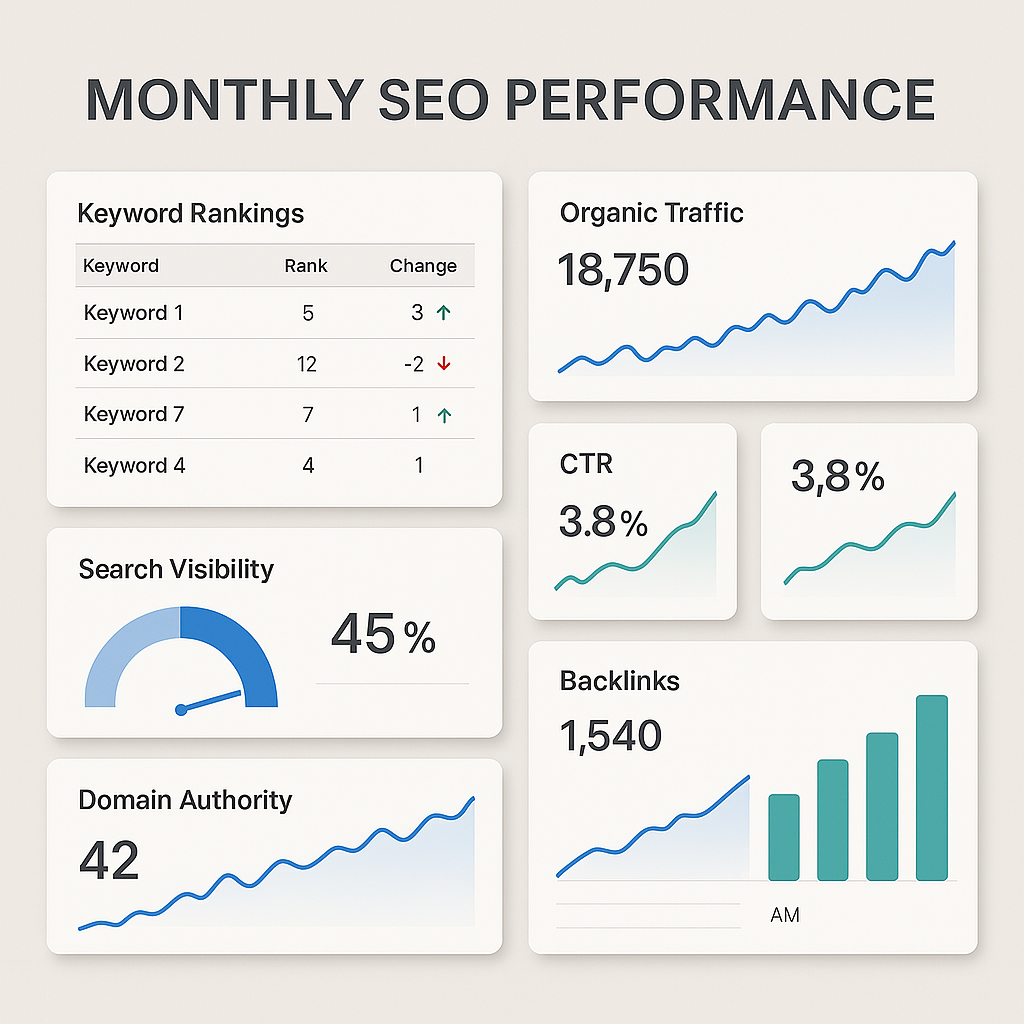 MONTHLY SEO PERFORMANCE
Keyword Rankings
Keyword Rank Change
Keyword 1 5 3 ↑
Keyword 2 12 -2 ↓
Keyword 7 7 1 ↑
Keyword 4 4 1
Search Visibility
45 %
Domain Authority
42
Organic Traffic
18,750
CTR
3.8 %
3,8 %
Backlinks
1,540
AM